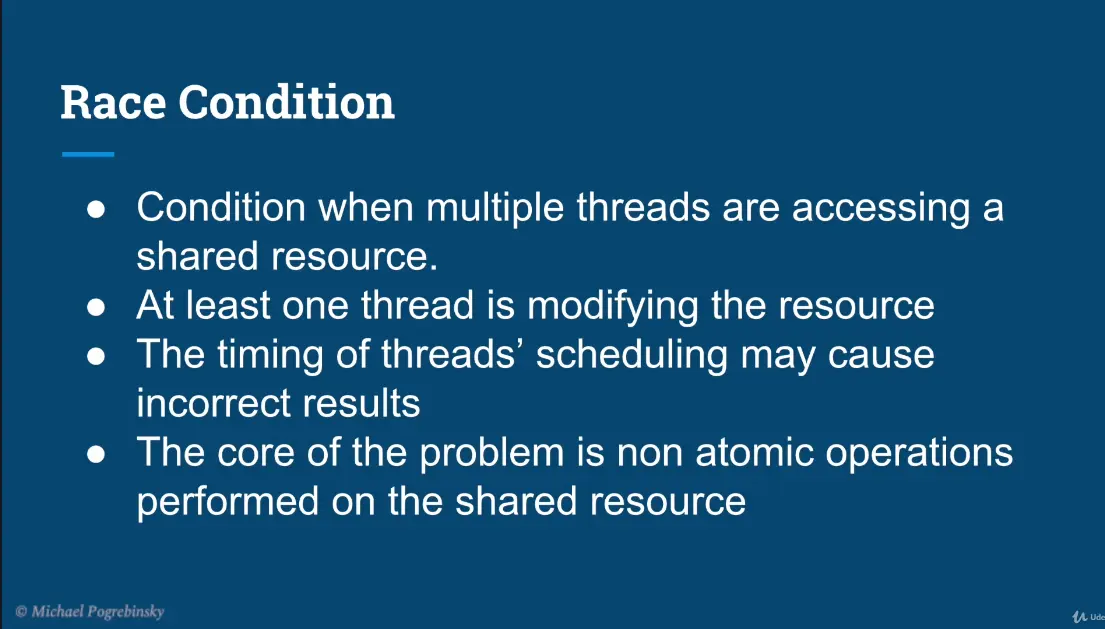 Race Condition
● Condition when multiple threads are accessing a
shared resource.
● At least one thread is modifying the resource
● The timing of threads’ scheduling may cause
incorrect results
● The core of the problem is non atomic operations
performed on the shared resource
© Michael Pogrebinsky
Ude